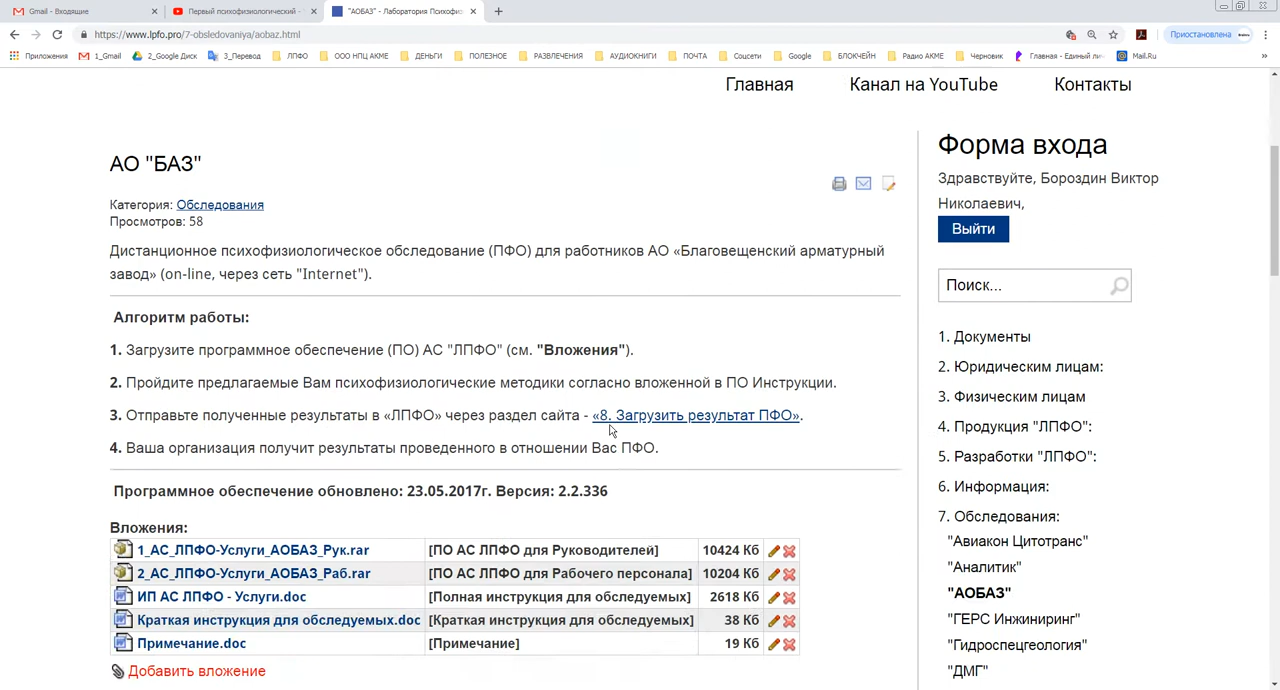 Gmail - Входящие
Первый психофизиологический -
"АОБАЗ" - Лаборатория Психофиз
https://www.lpfo.pro/7-obsledovaniya/aobaz.html
Приостановлена
Приложения 1_Gmail 2_Google Диск 3_Перевод ЛПФО ООО НПЦ АКМЕ ДЕНЬГИ ПОЛЕЗНОЕ РАЗВЛЕЧЕНИЯ АУДИОКНИГИ ПОЧТА Соцсети Google БЛОКЧЕЙН Радио АКМЕ Черновик Главная - Единый ли Mail.Ru »
Главная Канал на YouTube Контакты
АО "БАЗ"
Категория: Обследования
Просмотров: 58
Дистанционное психофизиологическое обследование (ПФО) для работников АО «Благовещенский арматурный
завод» (on-line, через сеть "Internet").
Алгоритм работы:
1. Загрузите программное обеспечение (ПО) АС "ЛПФО" (см. "Вложения").
2. Пройдите предлагаемые Вам психофизиологические методики согласно вложенной в ПО Инструкции.
3. Отправьте полученные результаты в «ЛПФО» через раздел сайта - «8. Загрузить результат ПФО».
4. Ваша организация получит результаты проведенного в отношении Вас ПФО.
Программное обеспечение обновлено: 23.05.2017г. Версия: 2.2.336
Вложения:
1_АС_ЛПФО-Услуги_АОБАЗ_Рук.rar [ПО АС ЛПФО для Руководителей] 10424 Кб
2_АС_ЛПФО-Услуги_АОБАЗ_Раб.rar [ПО АС ЛПФО для Рабочего персонала] 10204 Кб
ИП АС ЛПФО - Услуги.doc [Полная инструкция для обследуемых] 2618 Кб
Краткая инструкция для обследуемых.doc [Краткая инструкция для обследуемых] 38 Кб
Примечание.doc [Примечание] 19 Кб
Добавить вложение
Форма входа
Здравствуйте, Бороздин Виктор
Николаевич,
Выйти
Поиск...
1. Документы
2. Юридическим лицам:
3. Физическим лицам
4. Продукция "ЛПФО":
5. Разработки "ЛПФО":
6. Информация:
7. Обследования:
"Авиакон Цитотранс"
"Аналитик"
"АОБАЗ"
"ГЕРС Инжиниринг"
"Гидроспецгеология"
"ДМГ"